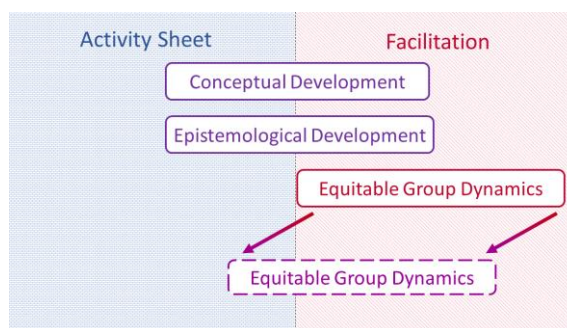 Activity Sheet
Facilitation
Conceptual Development
Epistemological Development
Equitable Group Dynamics
Equitable Group Dynamics